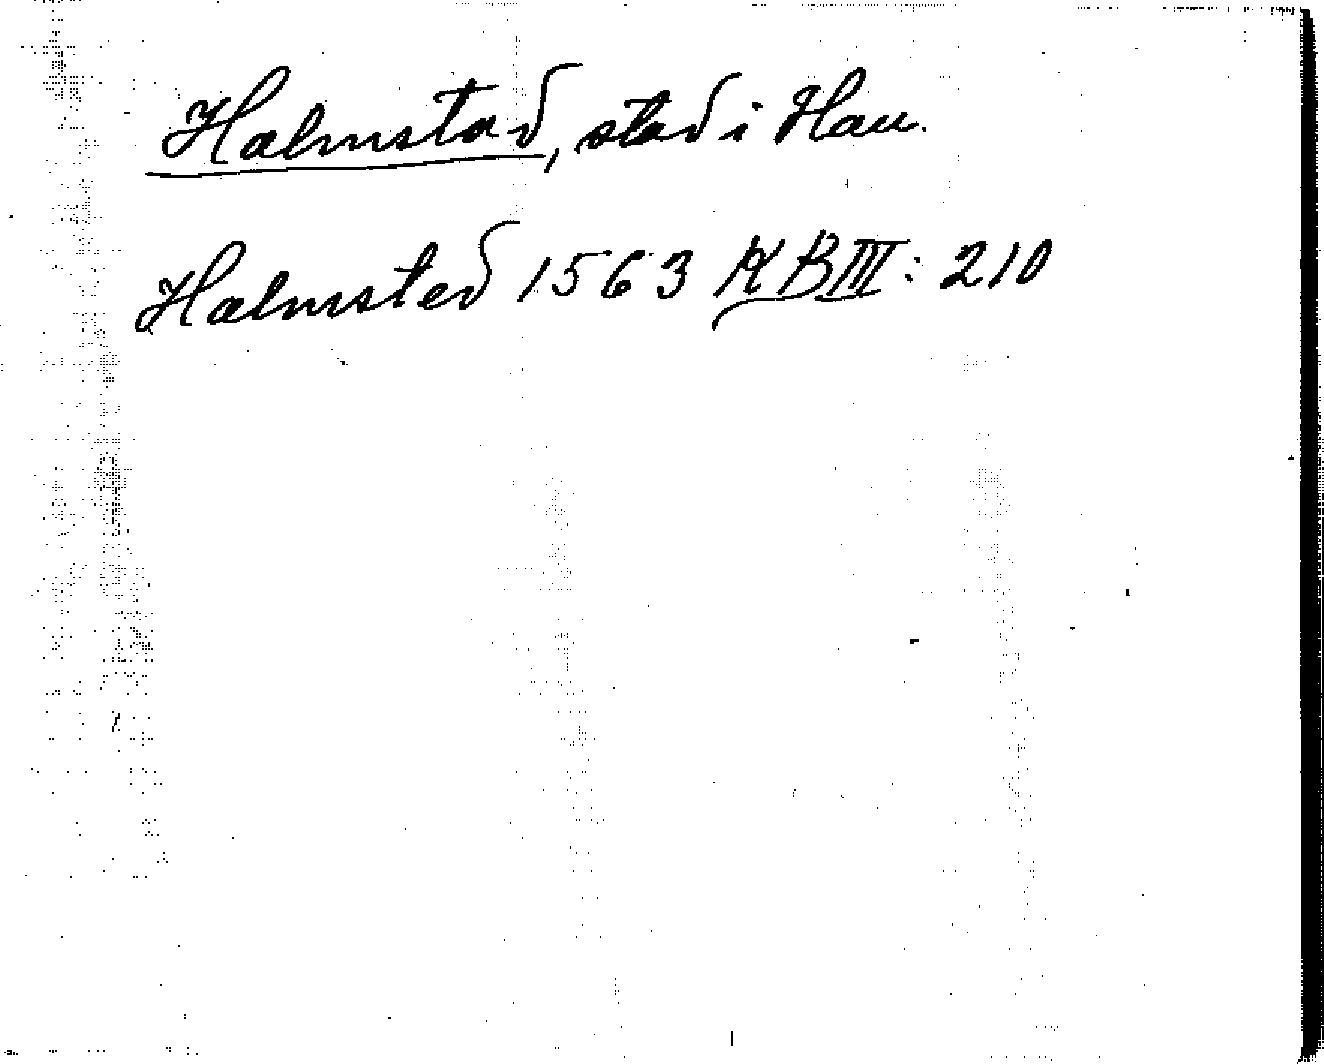 Halmstad, stad i Hall.
Halmsted 1563 KB III: 210